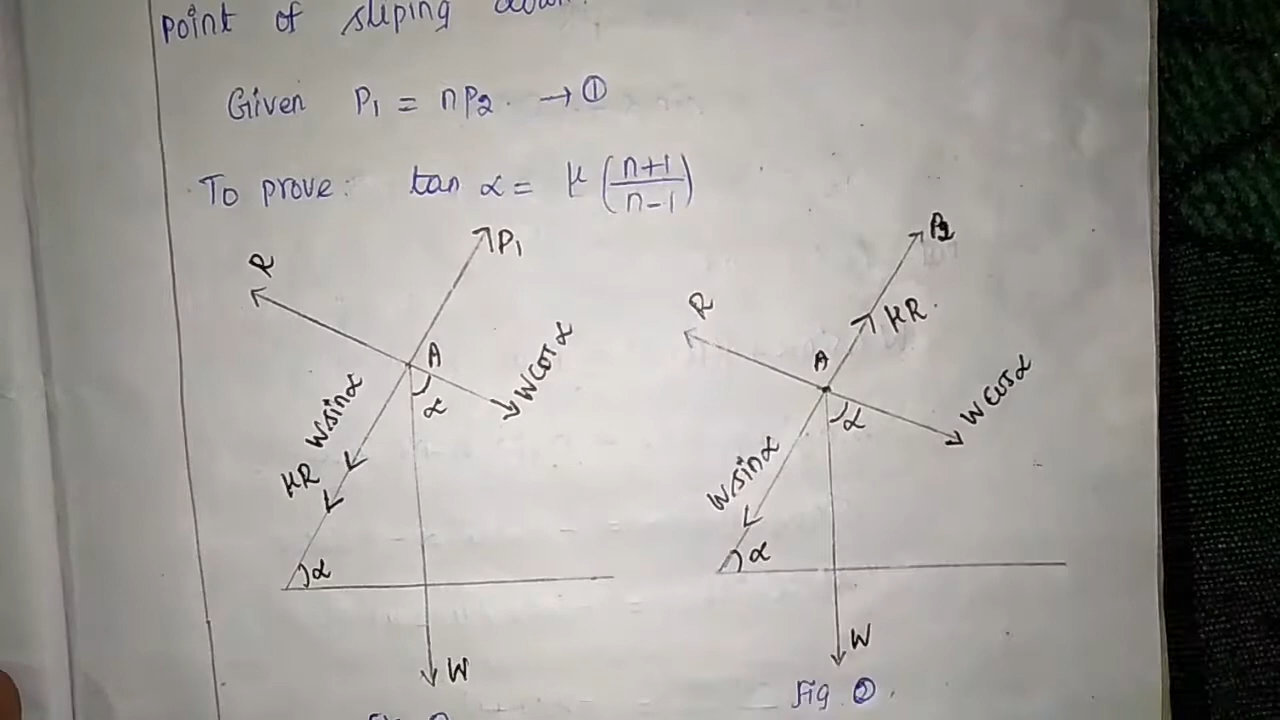 point of sliping down.
Given P₁ = nP₂. → ①
To prove: tan α = μ (n+1/n-1)
R
P₁
A
α
W cos α
W sin α
μR
α
W
P₂
R
μR.
A
α
W cos α
W sin α
α
W
Fig ②.